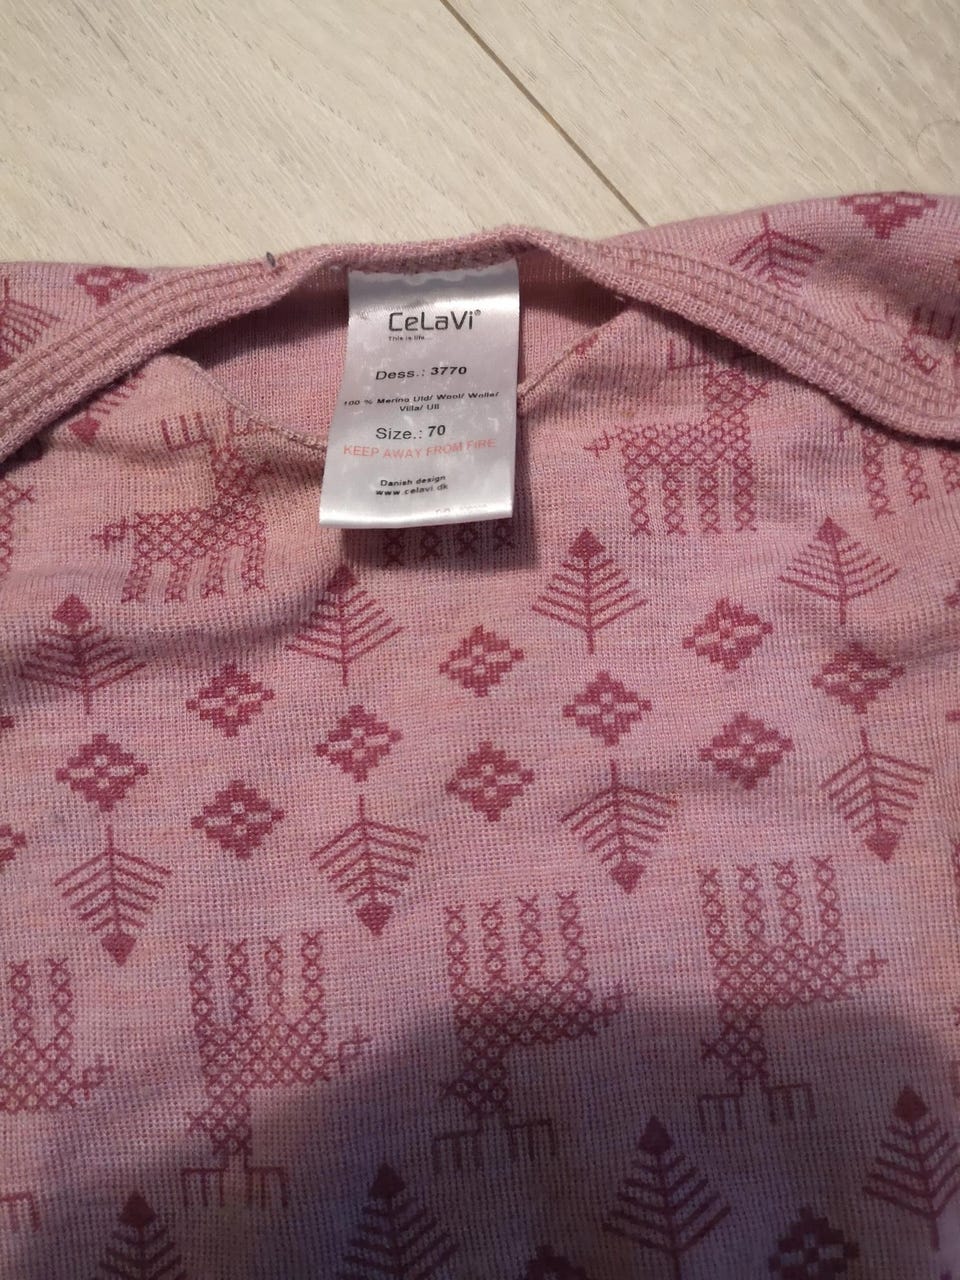 CeLaVi®
This is life...
Dess.: 3770
100 % Merino Uld/ Wool/ Wolle/
Villa/ Ull
Size.: 70
KEEP AWAY FROM FIRE
Danish design
www.celavi.dk